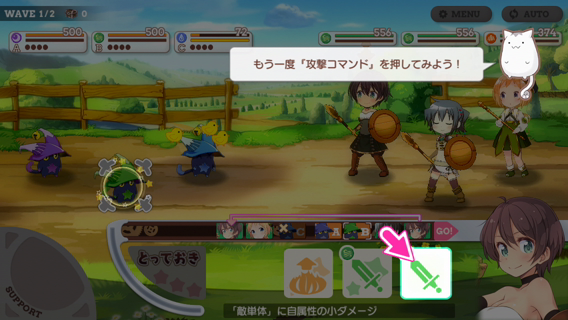 WAVE 1/2 0
MENU
AUTO
A 500
B 500
C 72
556
556
374
もう一度「攻撃コマンド」を押してみよう！
GO!
とっておき
SUPPORT
「敵単体」に自属性の小ダメージ